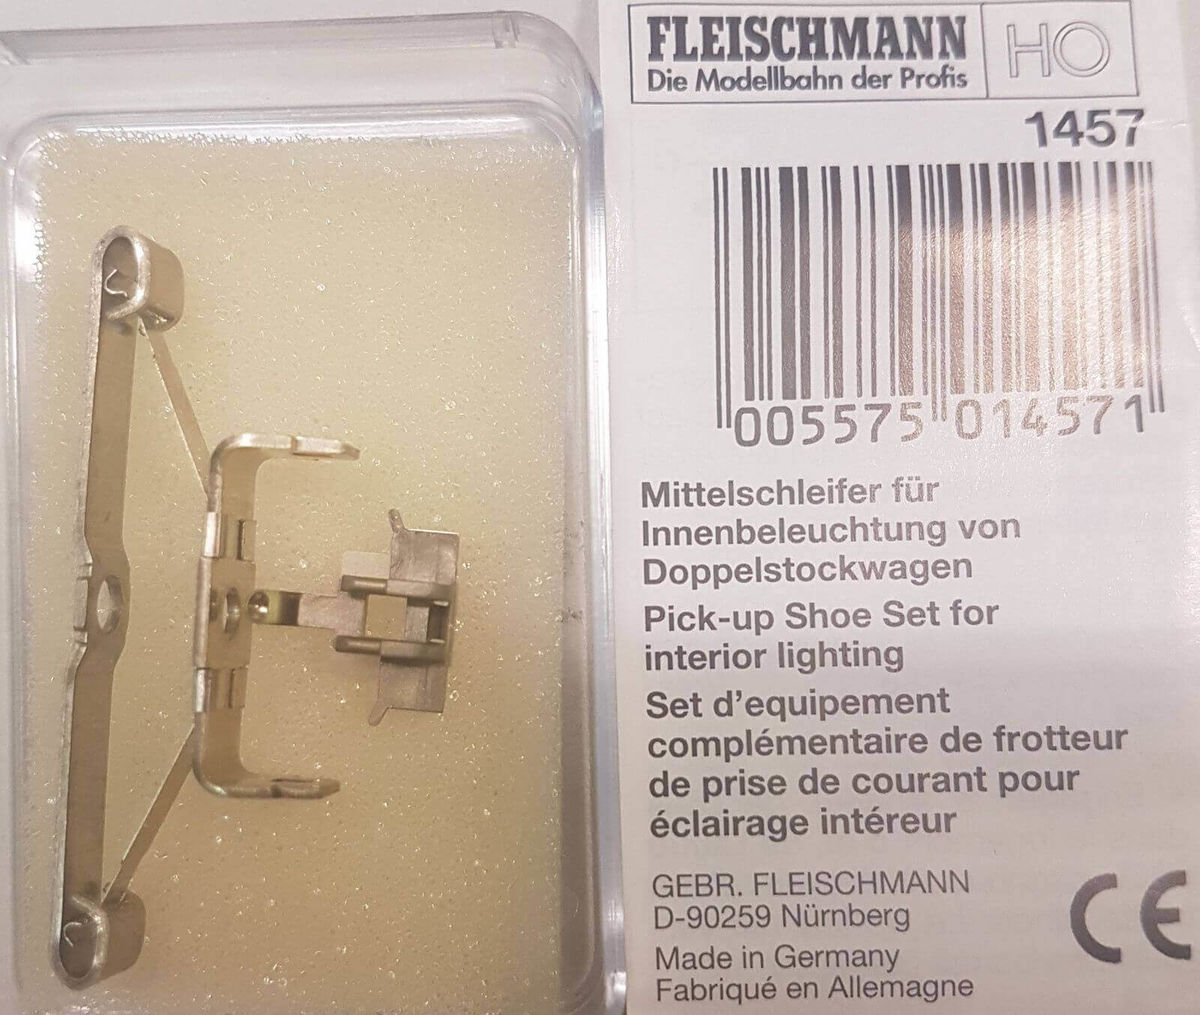 FLEISCHMANN
Die Modellbahn der Profis
HO
1457
005575 014571
Mittelschleifer für
Innenbeleuchtung von
Doppelstockwagen
Pick-up Shoe Set for
interior lighting
Set d'equipement
complémentaire de frotteur
de prise de courant pour
éclairage intéreur
GEBR. FLEISCHMANN
D-90259 Nürnberg
Made in Germany
Fabriqué en Allemagne
CE